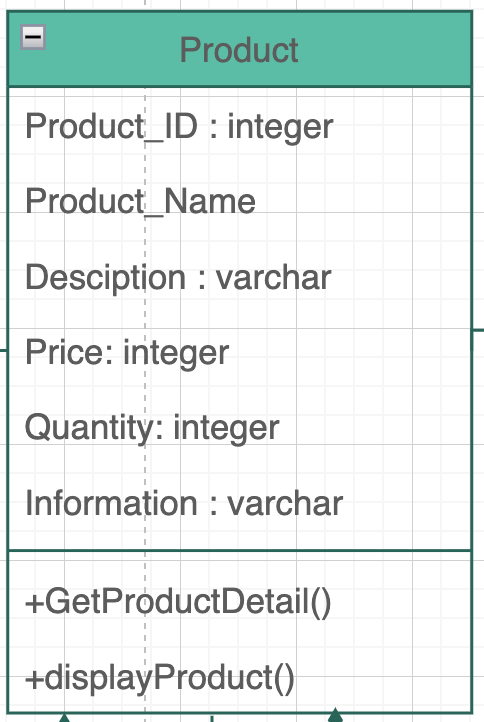 Product
Product_ID : integer
Product_Name
Desciption : varchar
Price: integer
Quantity: integer
Information : varchar
+GetProductDetail()
+displayProduct()